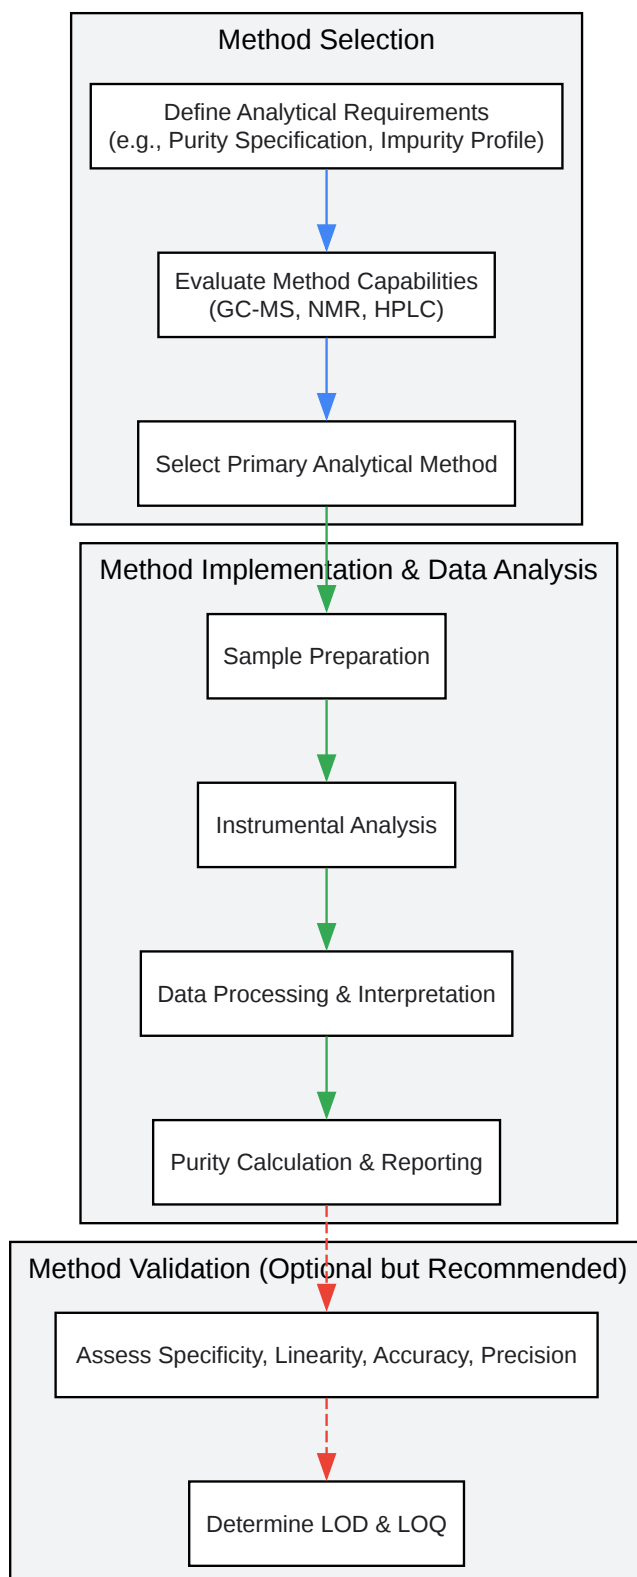 Method Selection
Define Analytical Requirements
(e.g., Purity Specification, Impurity Profile)
Evaluate Method Capabilities
(GC-MS, NMR, HPLC)
Select Primary Analytical Method
Method Implementation & Data Analysis
Sample Preparation
Instrumental Analysis
Data Processing & Interpretation
Purity Calculation & Reporting
Method Validation (Optional but Recommended)
Assess Specificity, Linearity, Accuracy, Precision
Determine LOD & LOQ